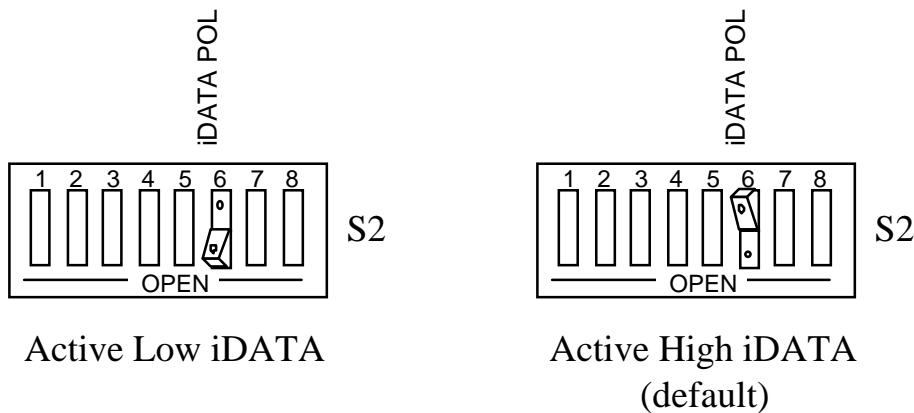 iDATA POL
1 2 3 4 5 6 7 8
OPEN
S2
Active Low iDATA
iDATA POL
1 2 3 4 5 6 7 8
OPEN
S2
Active High iDATA
(default)